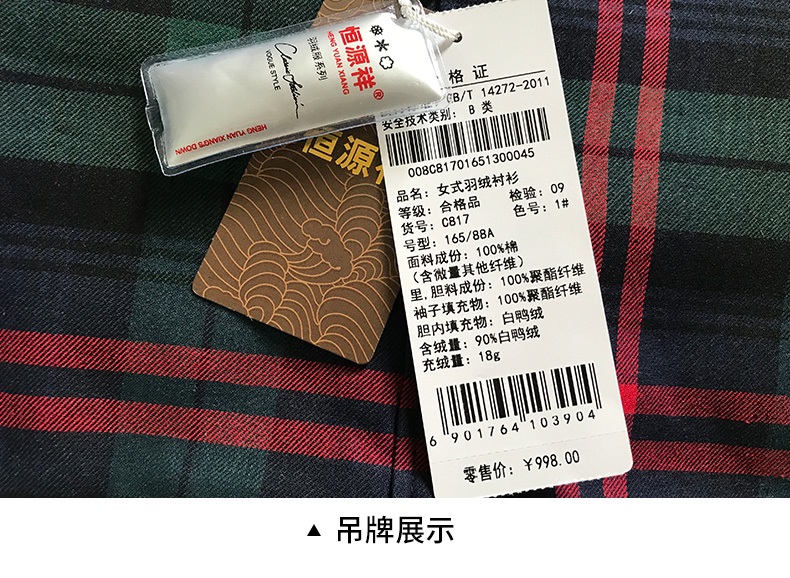 恒源祥®
HENG YUAN XIANG
羽绒服系列
VOGUE STYLE
HENG YUAN XIANG'S DOWN
恒源祥
格证
GB/T 14272-2011
安全技术类别: B 类
008C81701651300045
品名: 女式羽绒衬衫
等级: 合格品 检验: 09
货号: C817 色号: 1#
号型: 165/88A
面料成份: 100%棉
(含微量其他纤维)
里,胆料成份: 100%聚酯纤维
袖子填充物: 100%聚酯纤维
胆内填充物: 白鸭绒
含绒量: 90%白鸭绒
充绒量: 18g
6 901764 103904
零售价: ￥998.00
▲ 吊牌展示